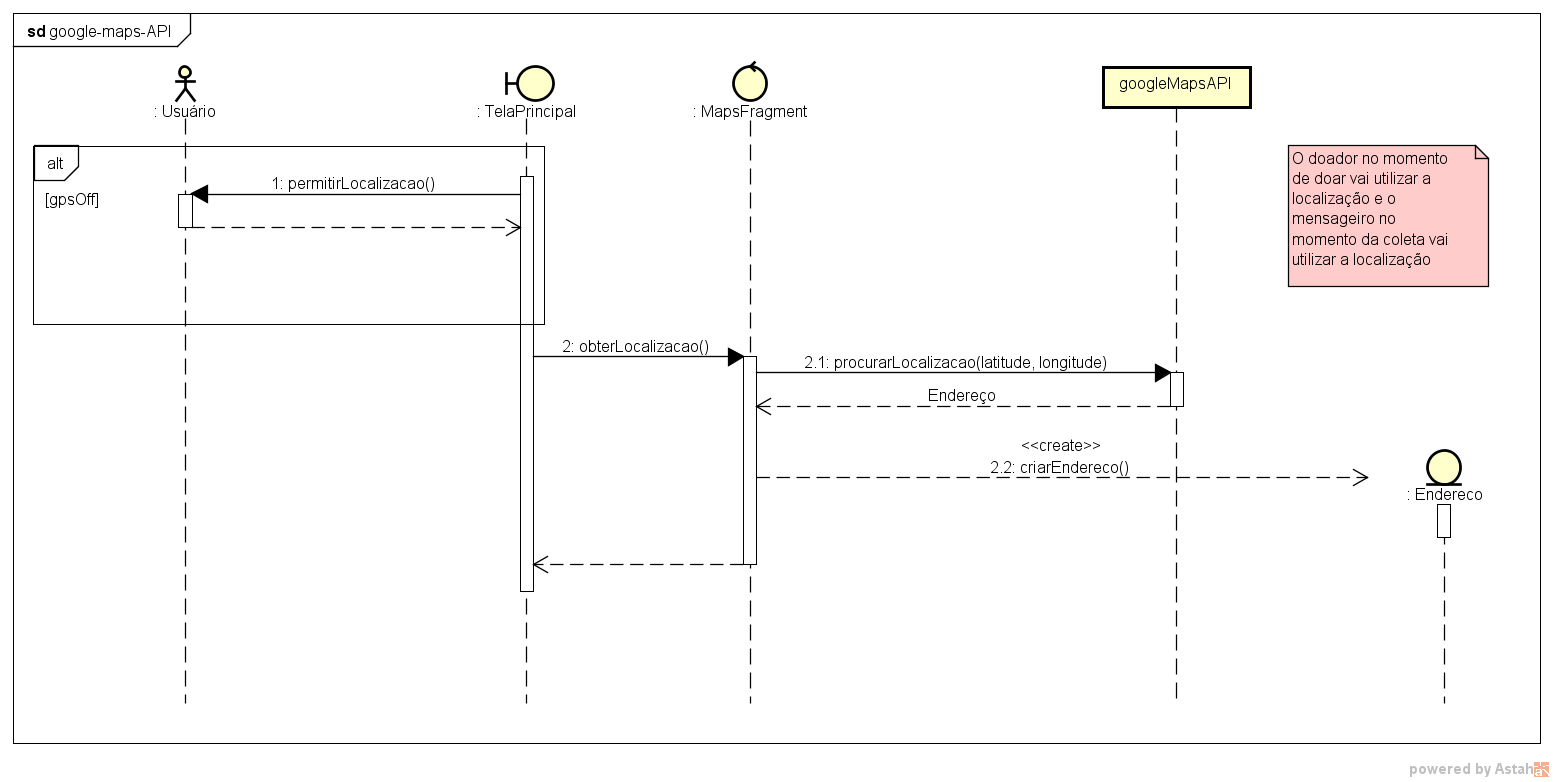 sd google-maps-API
: Usuário
: TelaPrincipal
: MapsFragment
googleMapsAPI
alt
[gpsOff]
1: permitirLocalizacao()
O doador no momento
de doar vai utilizar a
localização e o
mensageiro no
momento da coleta vai
utilizar a localização
2: obterLocalizacao()
2.1: procurarLocalizacao(latitude, longitude)
Endereço
<<create>>
2.2: criarEndereco()
: Endereco
powered by Astah